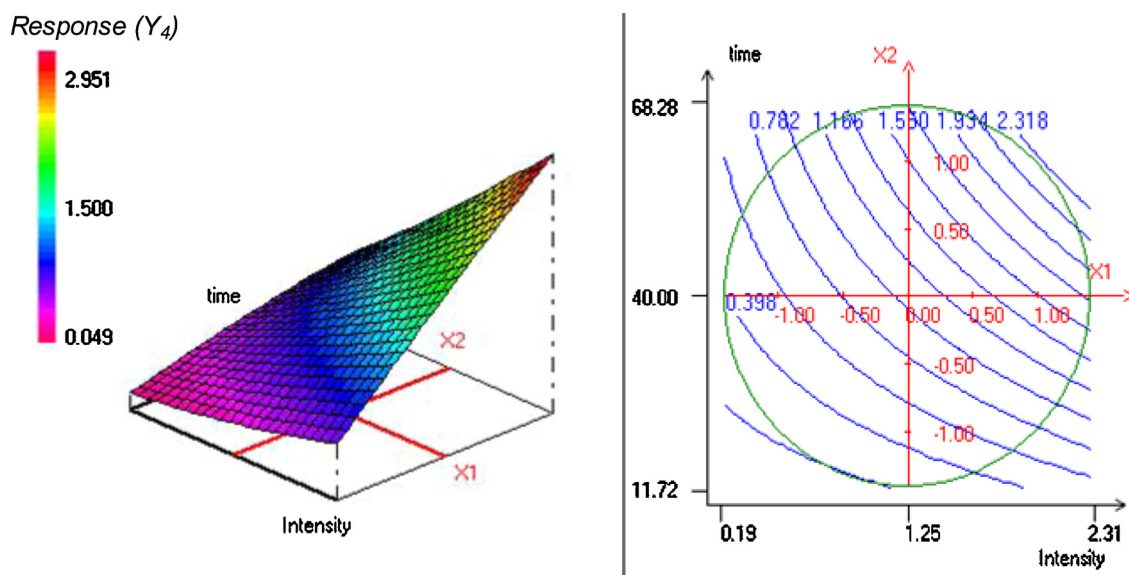 Response (Y4)
2.951
1.500
0.049
time
X2
X1
Intensity
time
X2
68.28
0.782 1.166 1.550 1.934 2.318
1.00
0.50
X1
40.00
0.398
-1.00 -0.50 0.00 0.50 1.00
-0.50
-1.00
11.72
0.19 1.25 2.31
Intensity